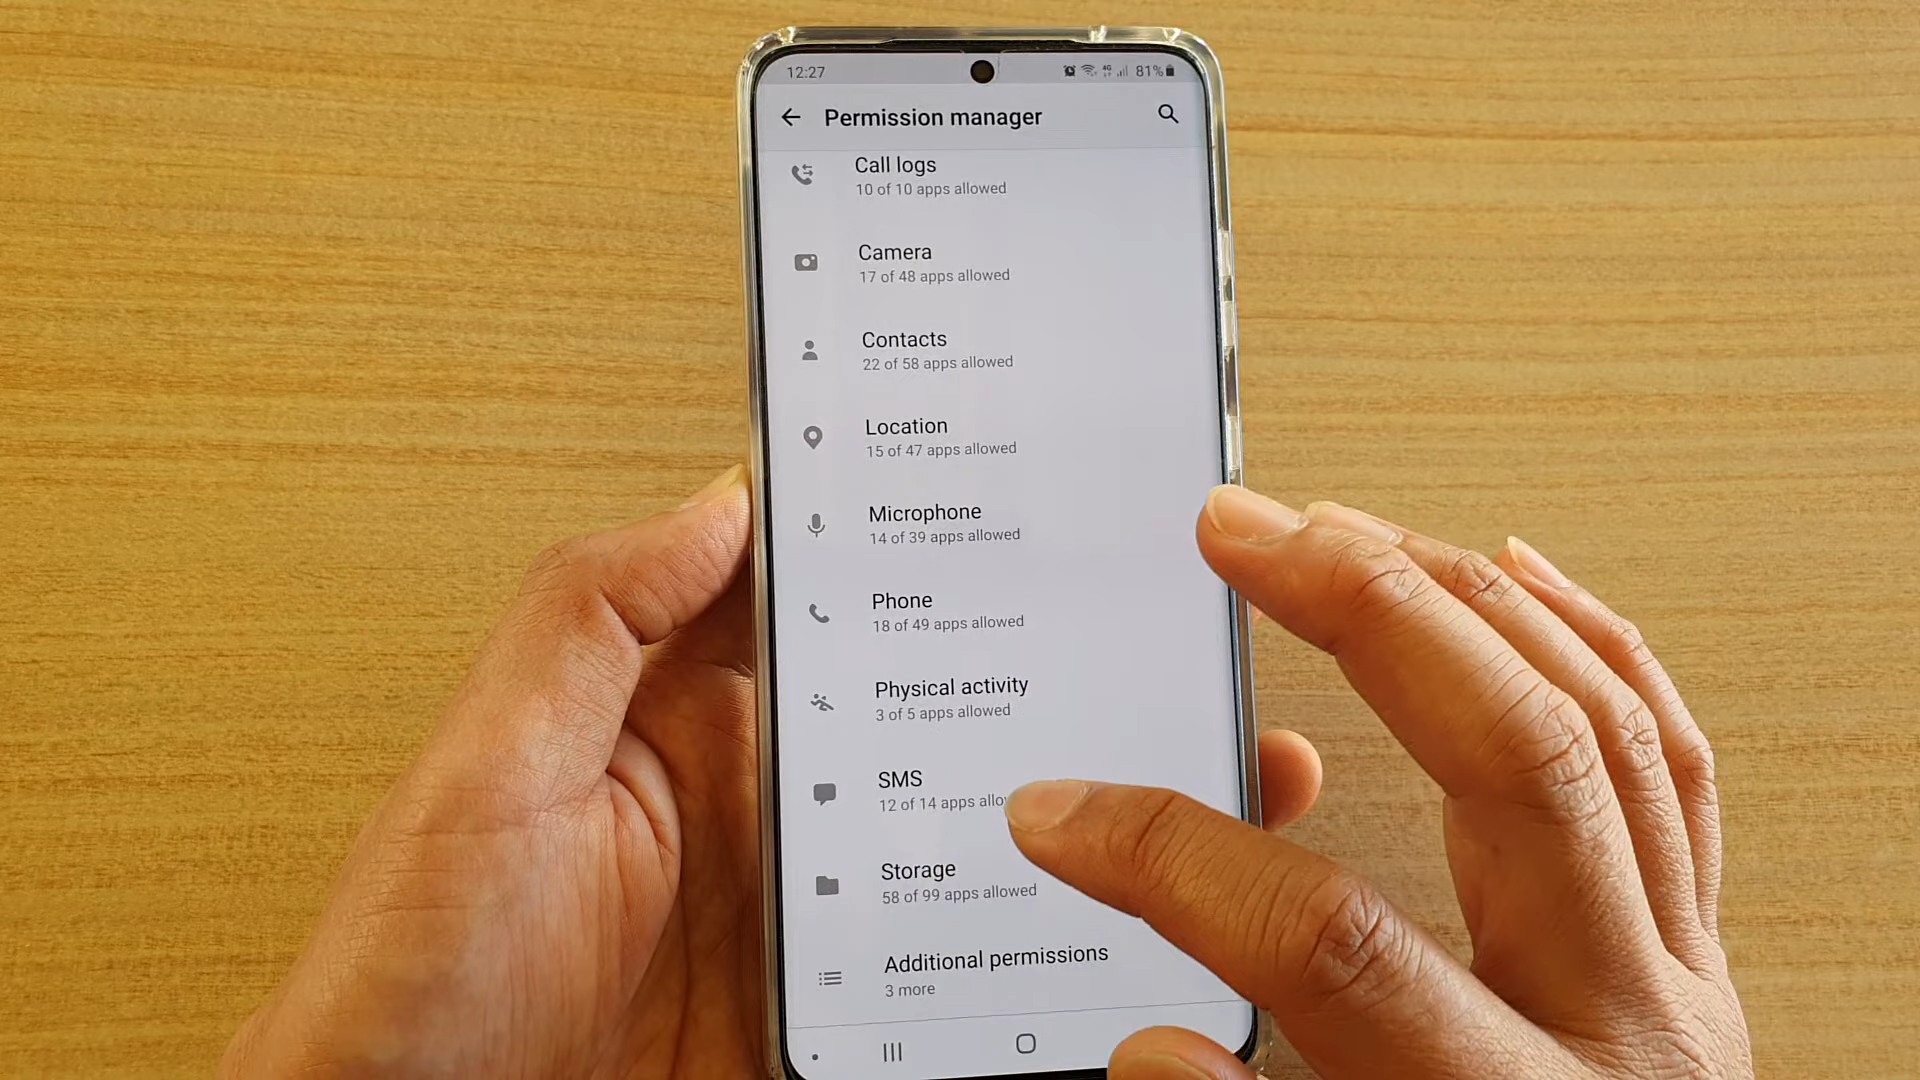 12:27
4G
81%
Permission manager
Call logs
10 of 10 apps allowed
Camera
17 of 48 apps allowed
Contacts
22 of 58 apps allowed
Location
15 of 47 apps allowed
Microphone
14 of 39 apps allowed
Phone
18 of 49 apps allowed
Physical activity
3 of 5 apps allowed
SMS
12 of 14 apps allo
Storage
58 of 99 apps allowed
Additional permissions
3 more